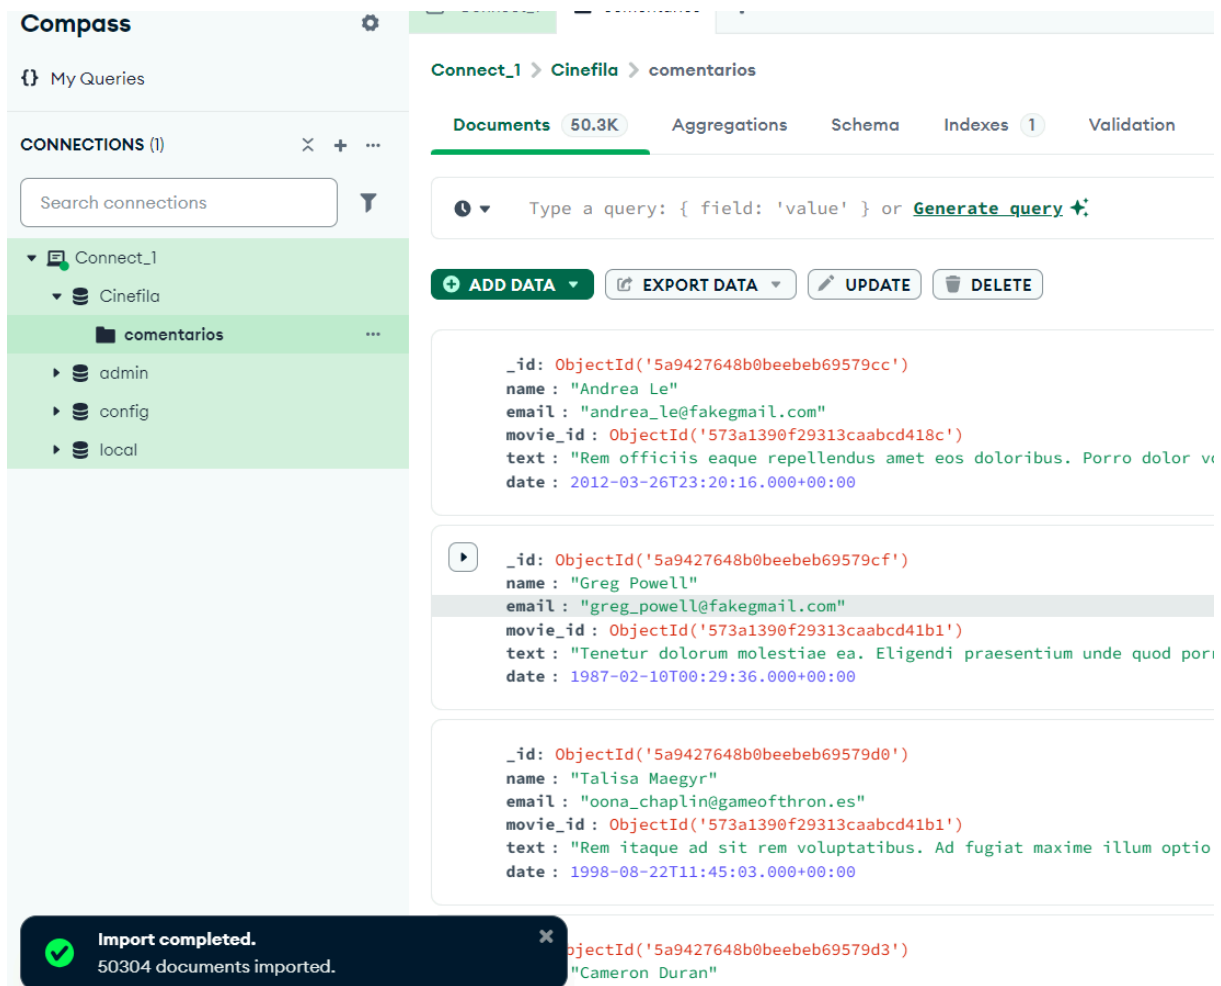 Compass
My Queries
CONNECTIONS (1)
Search connections
Connect_1
Cinefila
comentarios
admin
config
local
Connect_1 > Cinefila > comentarios
Documents 50.3K Aggregations Schema Indexes 1 Validation
Type a query: { field: 'value' } or Generate query
ADD DATA EXPORT DATA UPDATE DELETE
_id: ObjectId('5a9427648b0beebeb69579cc')
name : "Andrea Le"
email : "andrea_le@fakegmail.com"
movie_id : ObjectId('573a1390f29313caabcd418c')
text : "Rem officiis eaque repellendus amet eos doloribus. Porro dolor
date : 2012-03-26T23:20:16.000+00:00
_id: ObjectId('5a9427648b0beebeb69579cf')
name : "Greg Powell"
email : "greg_powell@fakegmail.com"
movie_id : ObjectId('573a1390f29313caabcd41b1')
text : "Tenetur dolorum molestiae ea. Eligendi praesentium unde quod
date : 1987-02-10T00:29:36.000+00:00
_id: ObjectId('5a9427648b0beebeb69579d0')
name : "Talisa Maegyr"
email : "oona_chaplin@gameofthron.es"
movie_id : ObjectId('573a1390f29313caabcd41b1')
text : "Rem itaque ad sit rem voluptatibus. Ad fugiat maxime illum optio
date : 1998-08-22T11:45:03.000+00:00
bjectId('5a9427648b0beebeb69579d3')
"Cameron Duran"
Import completed.
50304 documents imported.